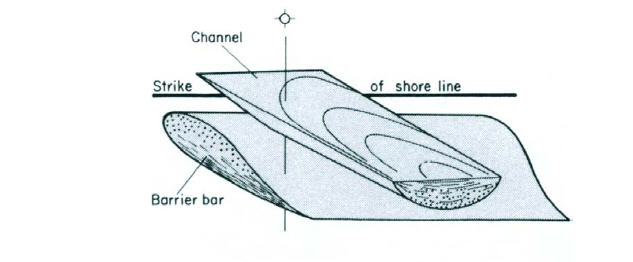 Channel
Strike of shore line
Barrier bar